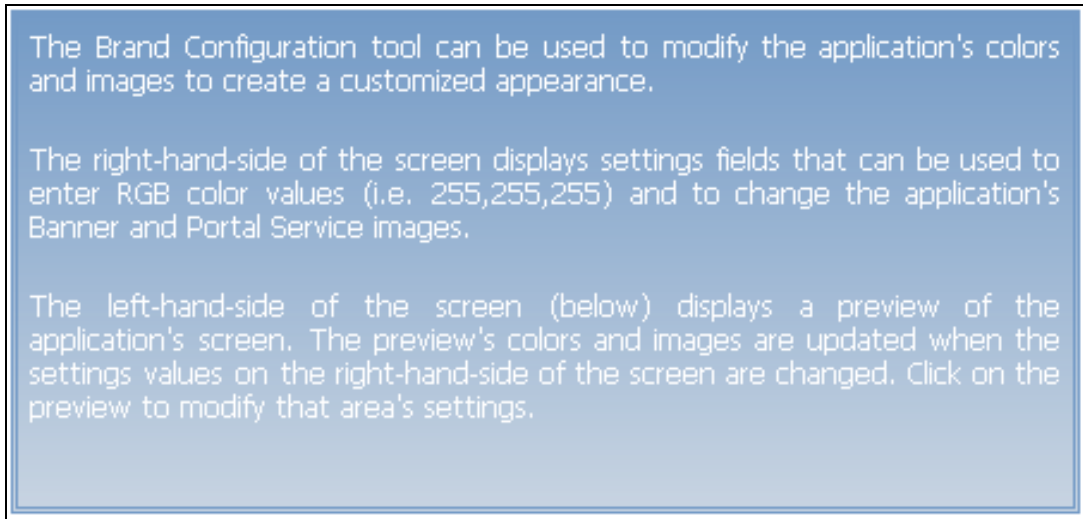 The Brand Configuration tool can be used to modify the application's colors
and images to create a customized appearance.
The right-hand-side of the screen displays settings fields that can be used to
enter RGB color values (i.e. 255,255,255) and to change the application's
Banner and Portal Service images.
The left-hand-side of the screen (below) displays a preview of the
application's screen. The preview's colors and images are updated when the
settings values on the right-hand-side of the screen are changed. Click on the
preview to modify that area's settings.